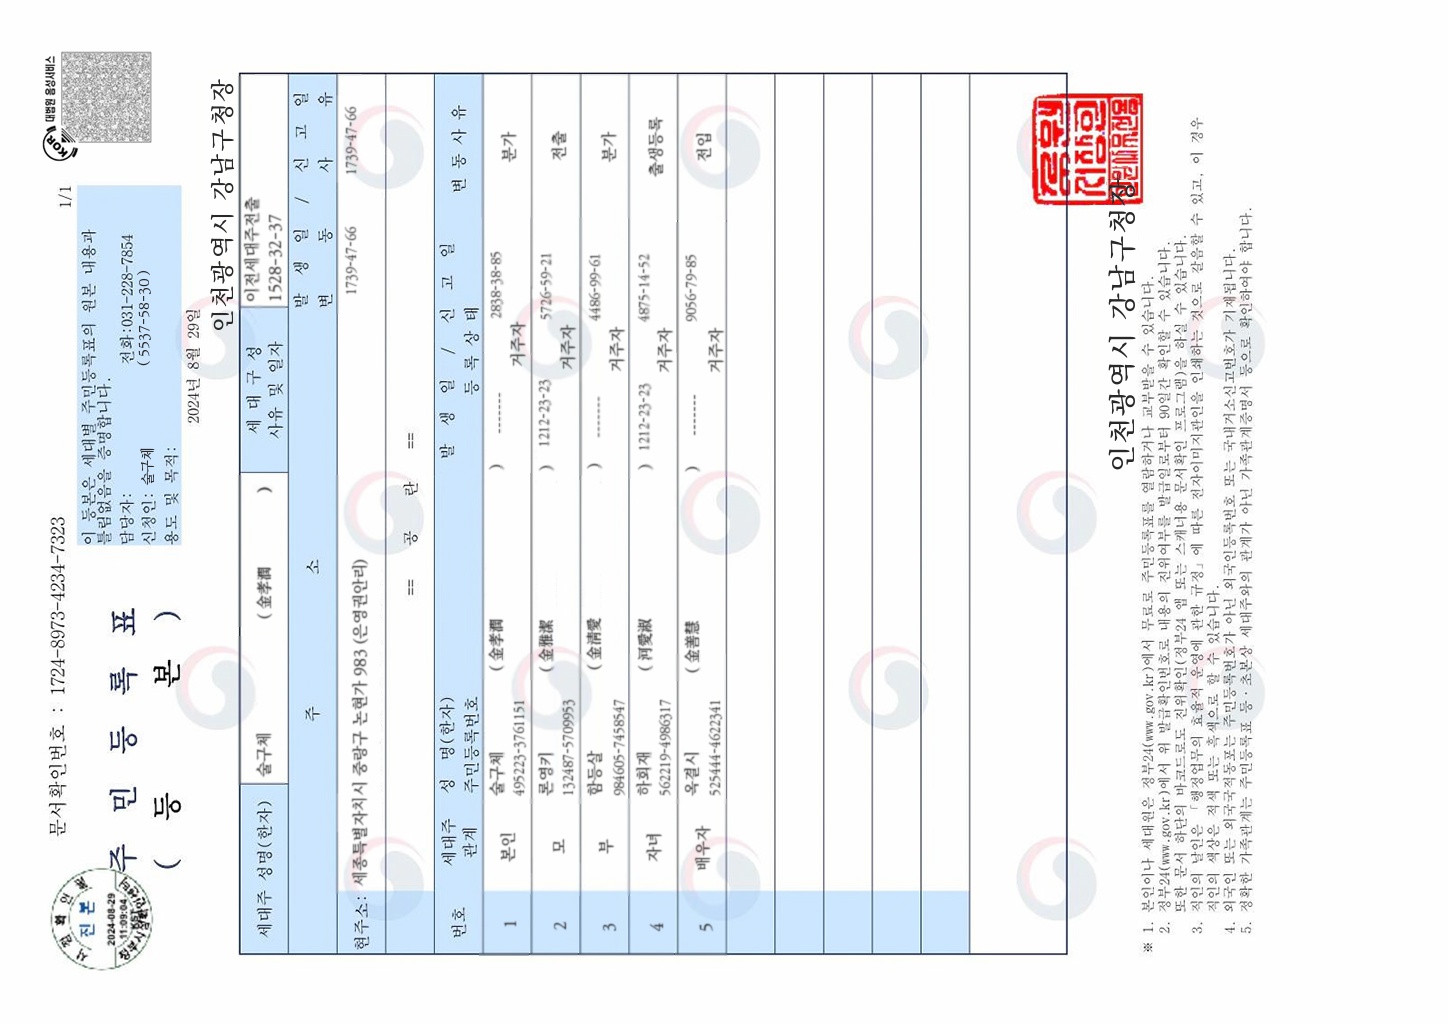 문서확인번호 : 1724-8973-4234-7323
1/1
대법원 음성서비스
주 민 등 록 표
( 등 본 )
이 등본은 세대별 주민등록표의 원본 내용과
틀림없음을 증명합니다.
담당자: 전화:031-228-7854
신청인: 술구체 (5537-58-30)
용도 및 목적:
2024년 8월 29일
진본
2024-08-29
11:09:04
인천광역시 강남구청장
세대주 성명(한자)
술구체 (金孝潤 )
세 대 구 성
사유 및 일자
이전세대주전출
1528-32-37
주 소
발 생 일 / 신 고 일
변 동 사 유
현주소: 세종특별자치시 중랑구 논현가 983 (은영권안리)
1739-47-66 1739-47-66
== 공 란 ==
번호
세대주
관계
성 명(한자)
주민등록번호
발 생 일 / 신 고 일
등 록 상 태
변 동 사 유
1 본인 술구체 (金孝潤 ) ------- 2838-38-85 분가
495223-3761151 거주자
2 모 몬영키 (金雅潔 ) 1212-23-23 5726-59-21 전출
132487-5709953 거주자
3 부 함등살 (金清愛 ) ------- 4486-99-61 분가
984605-7458547 거주자
4 자녀 하회재 (河愛淑 ) 1212-23-23 4875-14-52 출생등록
562219-4986317 거주자
5 배우자 옥결시 (金善慧 ) ------- 9056-79-85 전입
525444-4622341 거주자
인천광역시 강남구청장
※ 1. 본인이나 세대원은 정부24(www.gov.kr)에서 무료로 주민등록표를 열람하거나 교부받을 수 있습니다.
2. 정부24(www.gov.kr)에서 위 발급확인번호로 내용의 진위여부를 발급일로부터 90일간 확인할 수 있습니다.
또한 문서 하단의 바코드로도 진위확인(정부24 앱 또는 스캐너용 문서확인 프로그램)을 하실 수 있습니다.
3. 직인의 날인은 「행정업무의 효율적 운영에 관한 규정」에 따른 전자이미지관인을 인쇄하는 것으로 갈음할 수 있고, 이 경우
직인의 색상은 적색 또는 흑색으로 할 수 있습니다.
4. 외국인 또는 외국국적동포는 주민등록번호가 아닌 외국인등록번호 또는 국내거소신고번호가 기재됩니다.
5. 정확한 가족관계는 주민등록표 등·초본상 세대주와의 관계가 아닌 가족관계증명서 등으로 확인하여야 합니다.